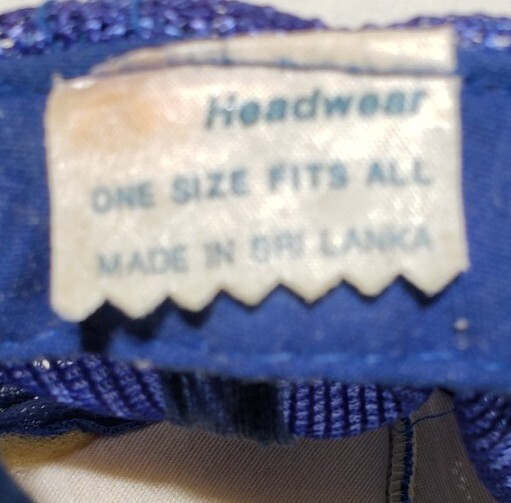 Headwear
ONE SIZE FITS ALL
MADE IN SRI LANKA